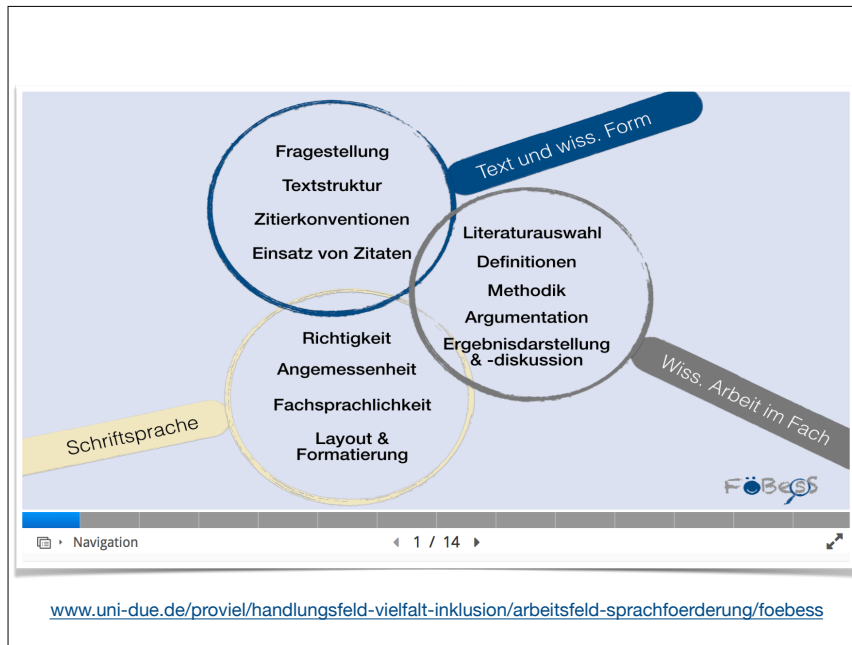 Text und wiss. Form
Fragestellung
Textstruktur
Zitierkonventionen
Einsatz von Zitaten
Literaturauswahl
Definitionen
Methodik
Argumentation
Ergebnisdarstellung
& -diskussion
Wiss. Arbeit im Fach
Richtigkeit
Angemessenheit
Fachsprachlichkeit
Layout &
Formatierung
Schriftsprache
FöBesS
Navigation
1 / 14
www.uni-due.de/proviel/handlungsfeld-vielfalt-inklusion/arbeitsfeld-sprachfoerderung/foebess